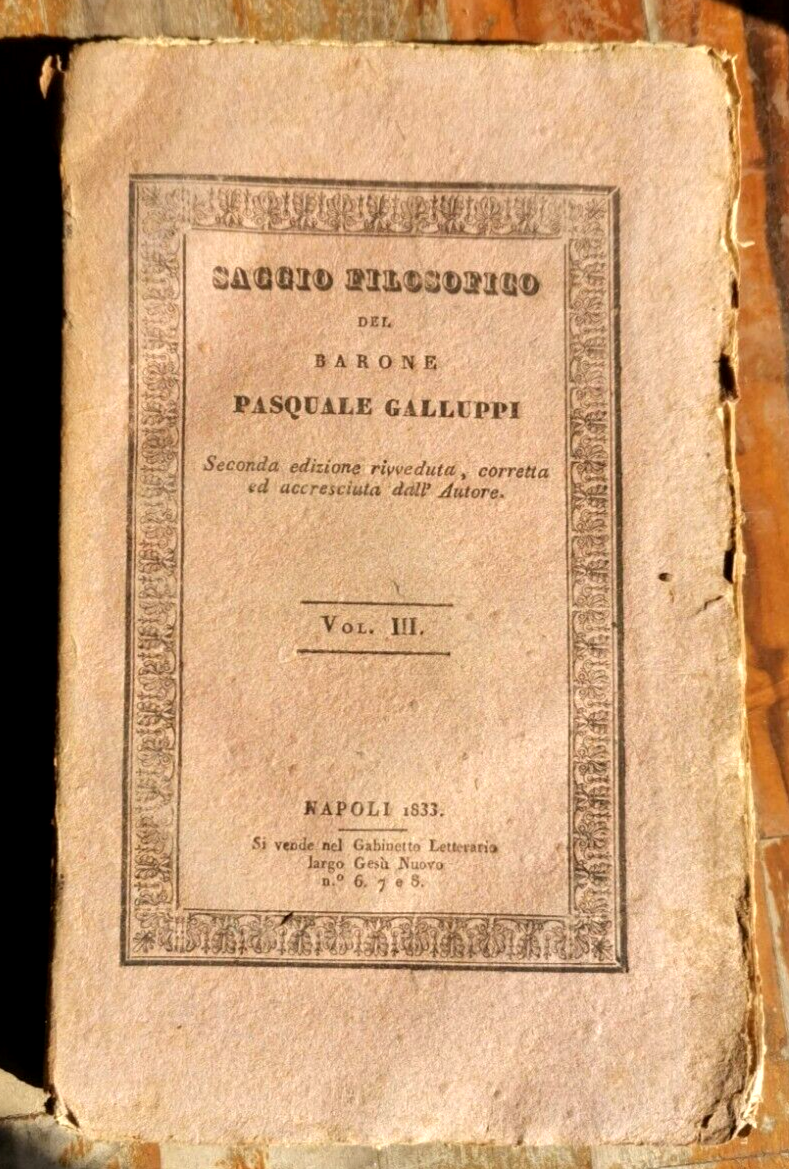 SAGGIO FILOSOFICO
DEL
BARONE
PASQUALE GALLUPPI
Seconda edizione rivveduta, corretta
ed accresciuta dall' Autore.
VOL. III.
NAPOLI 1833.
Si vende nel Gabinetto Letterario
largo Gesù Nuovo
n.º 6. 7 e 8.